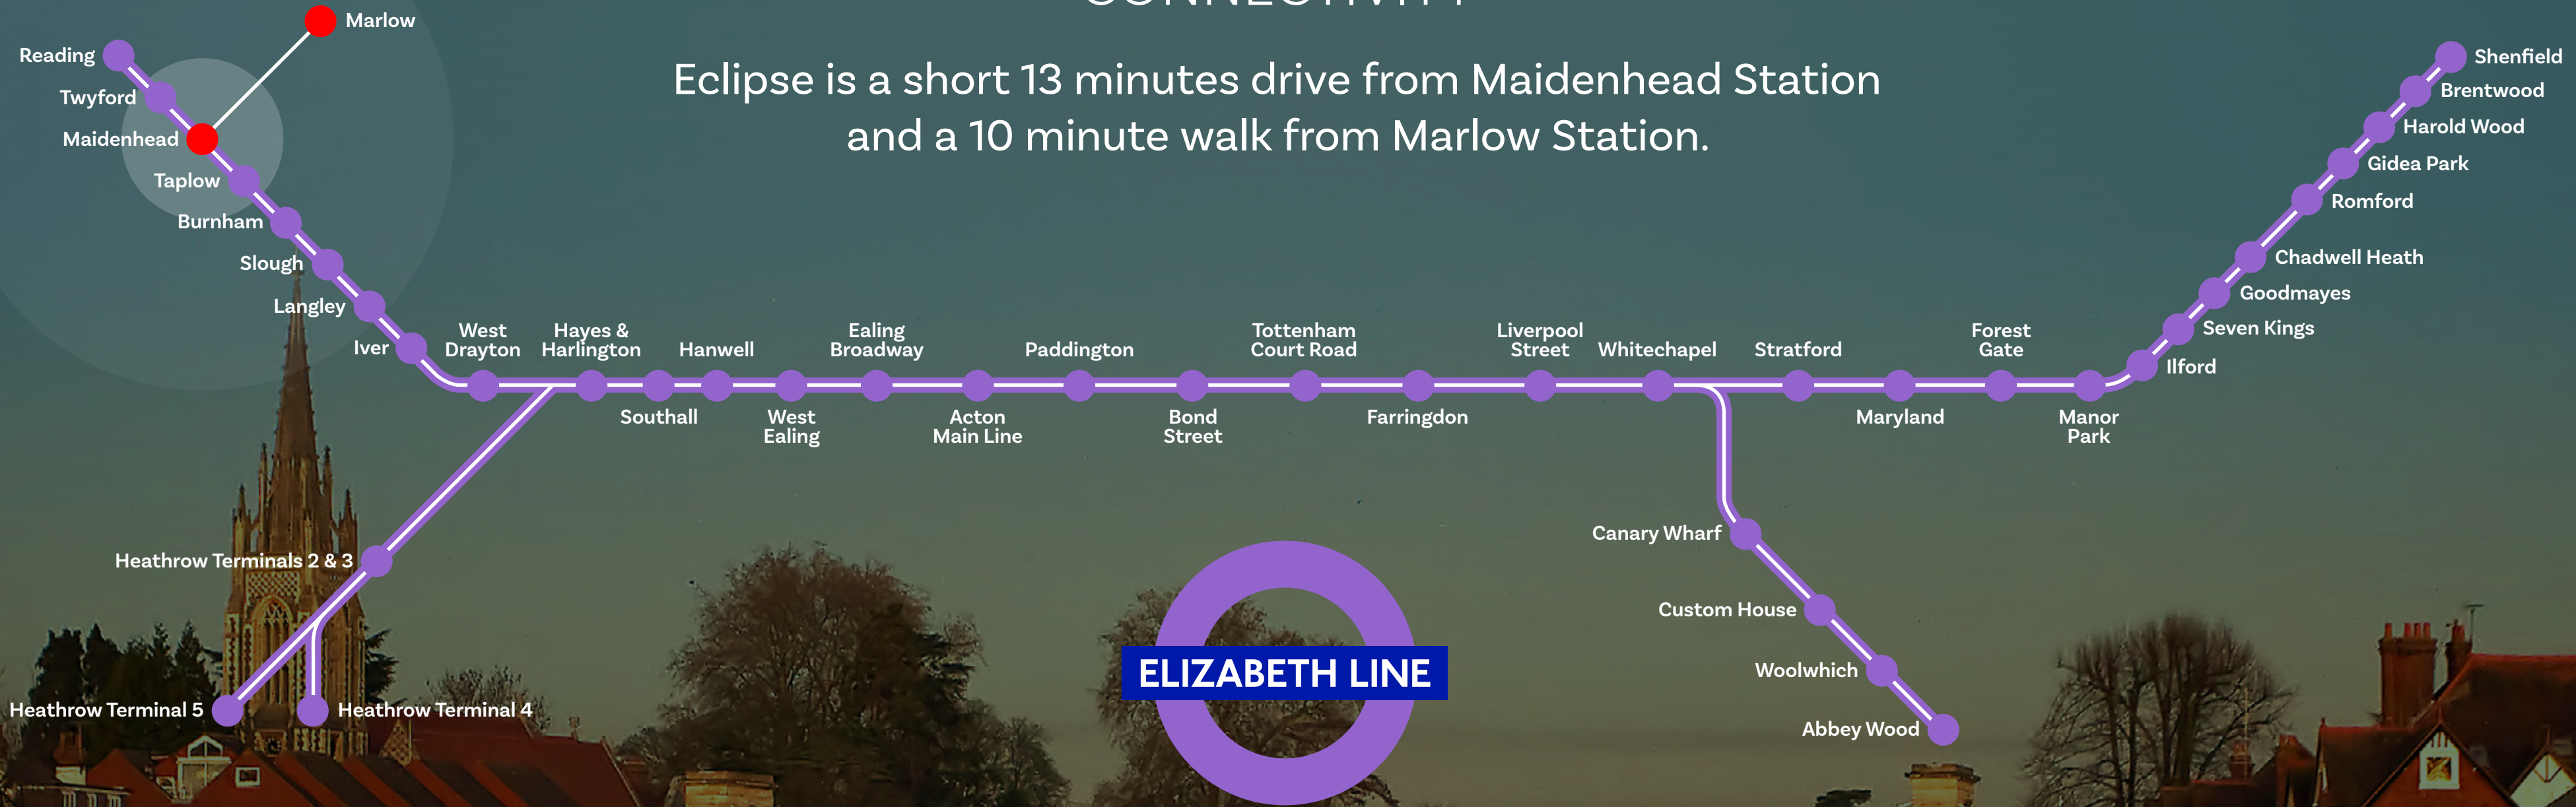 CONNECTIVITY
Eclipse is a short 13 minutes drive from Maidenhead Station
and a 10 minute walk from Marlow Station.
Marlow
Reading
Twyford
Maidenhead
Taplow
Burnham
Slough
Langley
Iver
West
Drayton
Hayes &
Harlington
Southall
Hanwell
West
Ealing
Ealing
Broadway
Acton
Main Line
Paddington
Bond
Street
Tottenham
Court Road
Farringdon
Liverpool
Street
Whitechapel
Stratford
Maryland
Forest
Gate
Manor
Park
Ilford
Seven Kings
Goodmayes
Chadwell Heath
Romford
Gidea Park
Harold Wood
Brentwood
Shenfield
Heathrow Terminals 2 & 3
Heathrow Terminal 5
Heathrow Terminal 4
Canary Wharf
Custom House
Woolwhich
Abbey Wood
ELIZABETH LINE